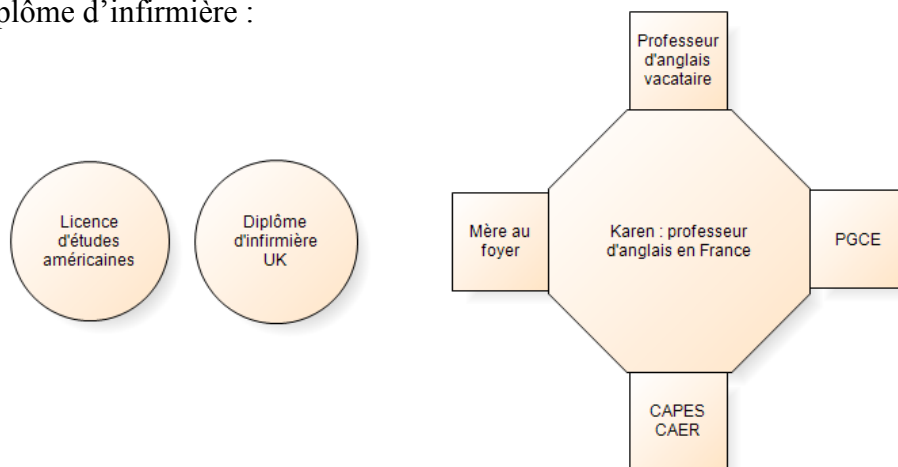 d'infirmière :
Professeur
d'anglais
vacataire
Licence
d'études
américaines
Diplôme
d'infirmière
UK
Mère au
foyer
Karen : professeur
d'anglais en France
PGCE
CAPES
CAER